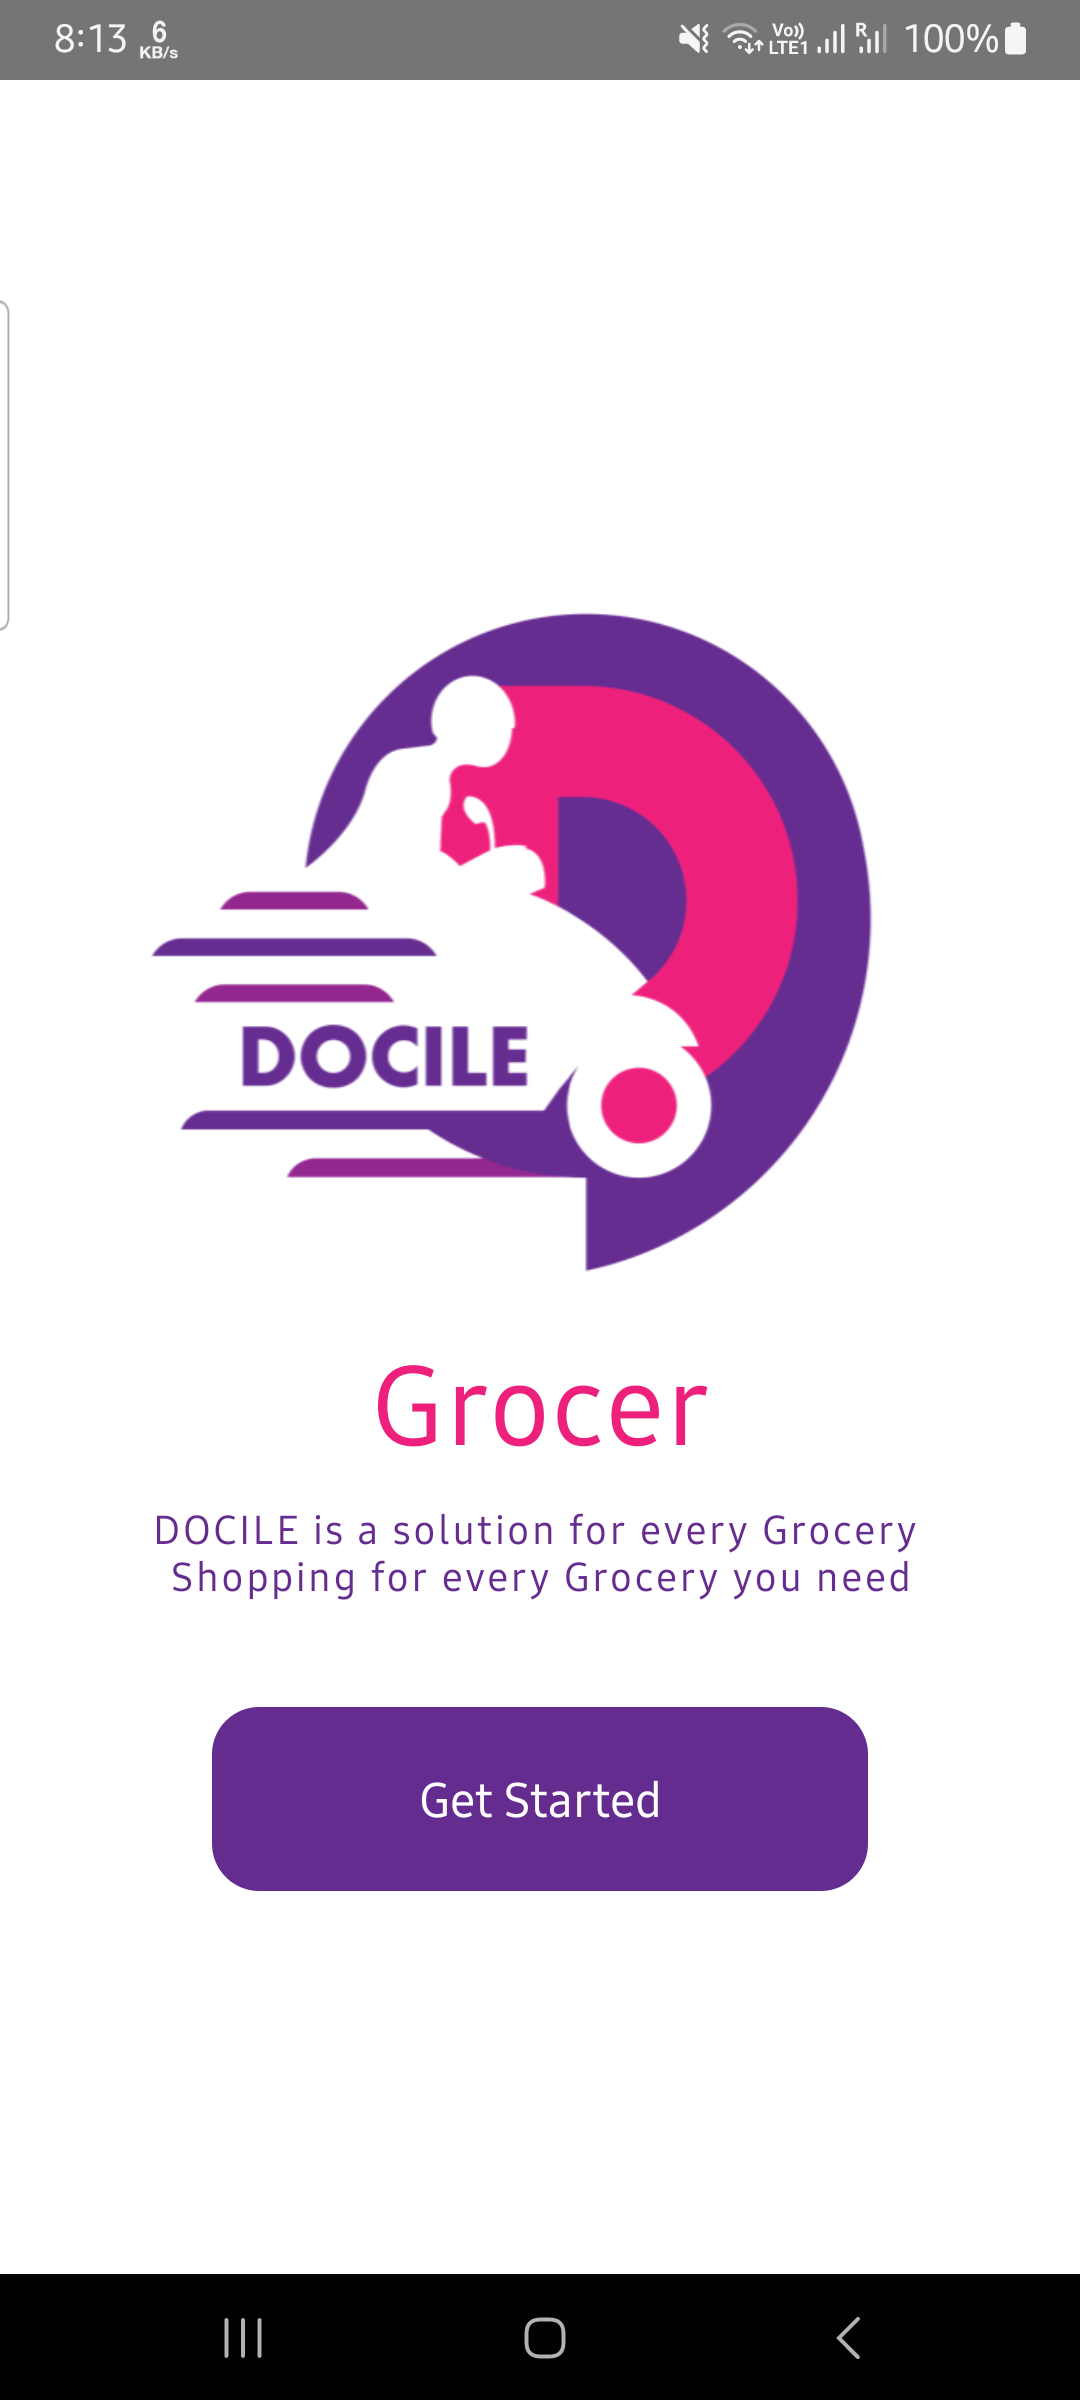 8:13 6 KB/s Vo)) LTE1 R 100%
DOCILE
Grocer
DOCILE is a solution for every Grocery
Shopping for every Grocery you need
Get Started